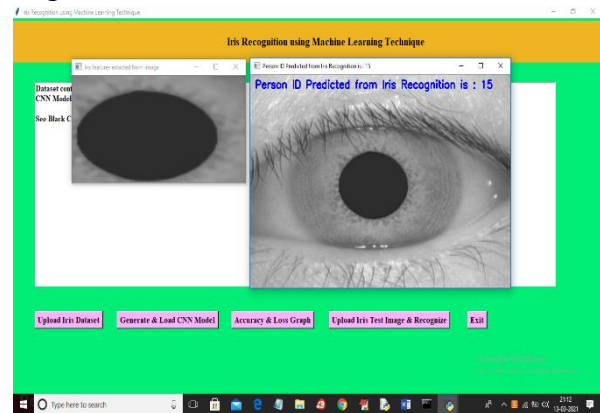 Iris Recognition using Machine Learning Technique
Iris Recognition using Machine Learning Technique
Iris features extracted from image
Person ID Predicted from Iris Recognition is : 15
Person ID Predicted from Iris Recognition is : 15
Dataset cont
CNN Model
See Black C
Upload Iris Dataset
Generate & Load CNN Model
Accuracy & Loss Graph
Upload Iris Test Image & Recognize
Exit
Type here to search
21:12